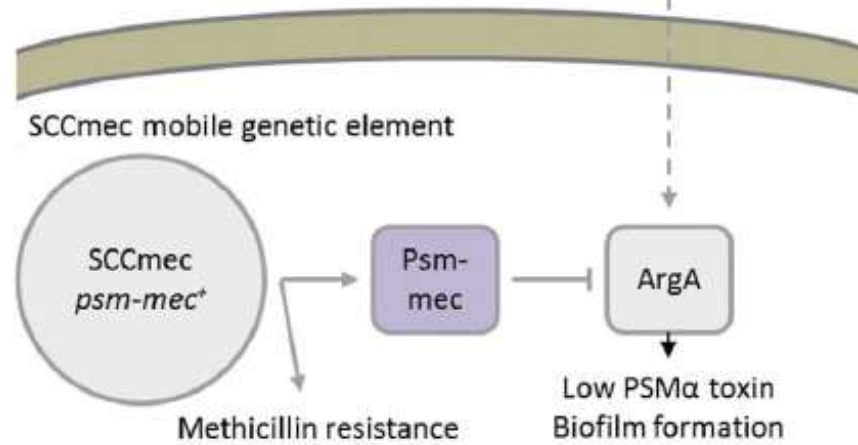 SCCmec mobile genetic element
SCCmec
psm-mec⁺
Psm-
mec
ArgA
Methicillin resistance
Low PSMα toxin
Biofilm formation